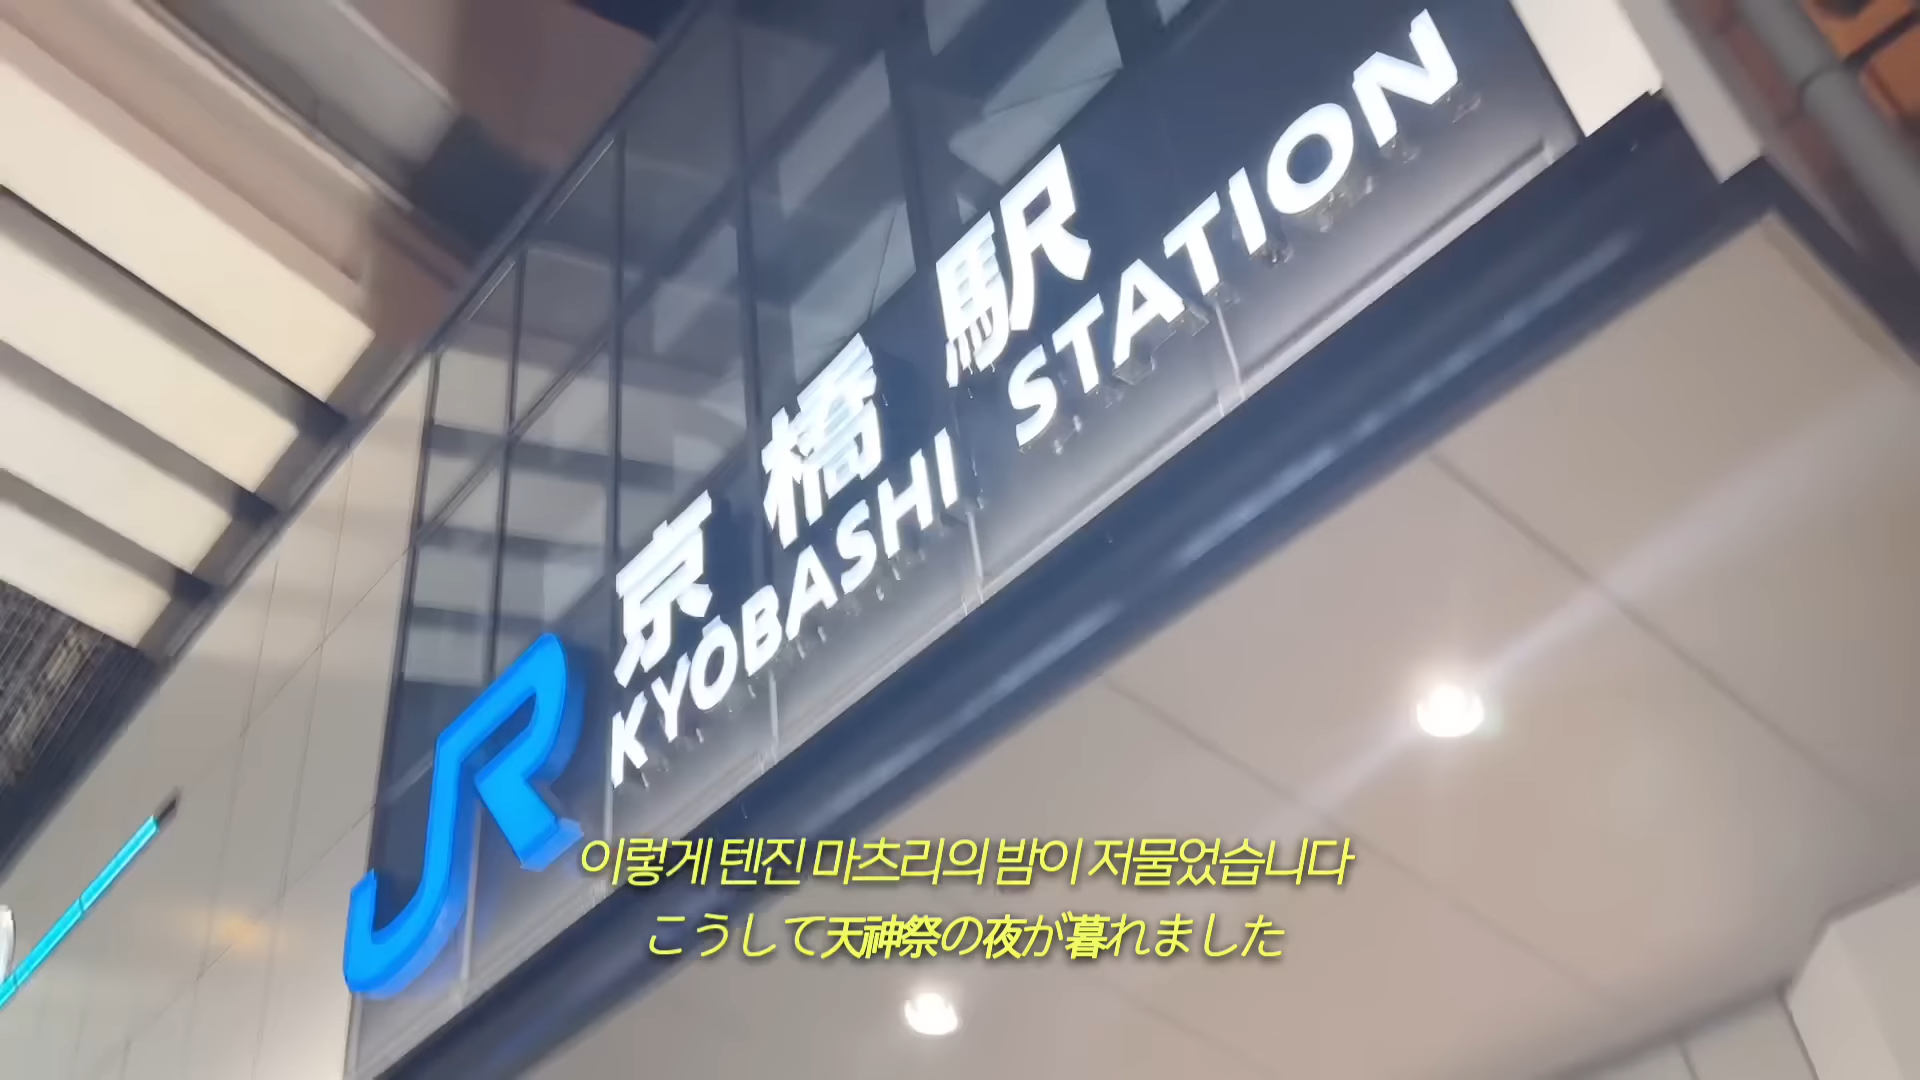 京橋駅
KYŌBASHI STATION
JR
이렇게 텐진 마츠리의 밤이 저물었습니다
こうして天神祭の夜が暮れました